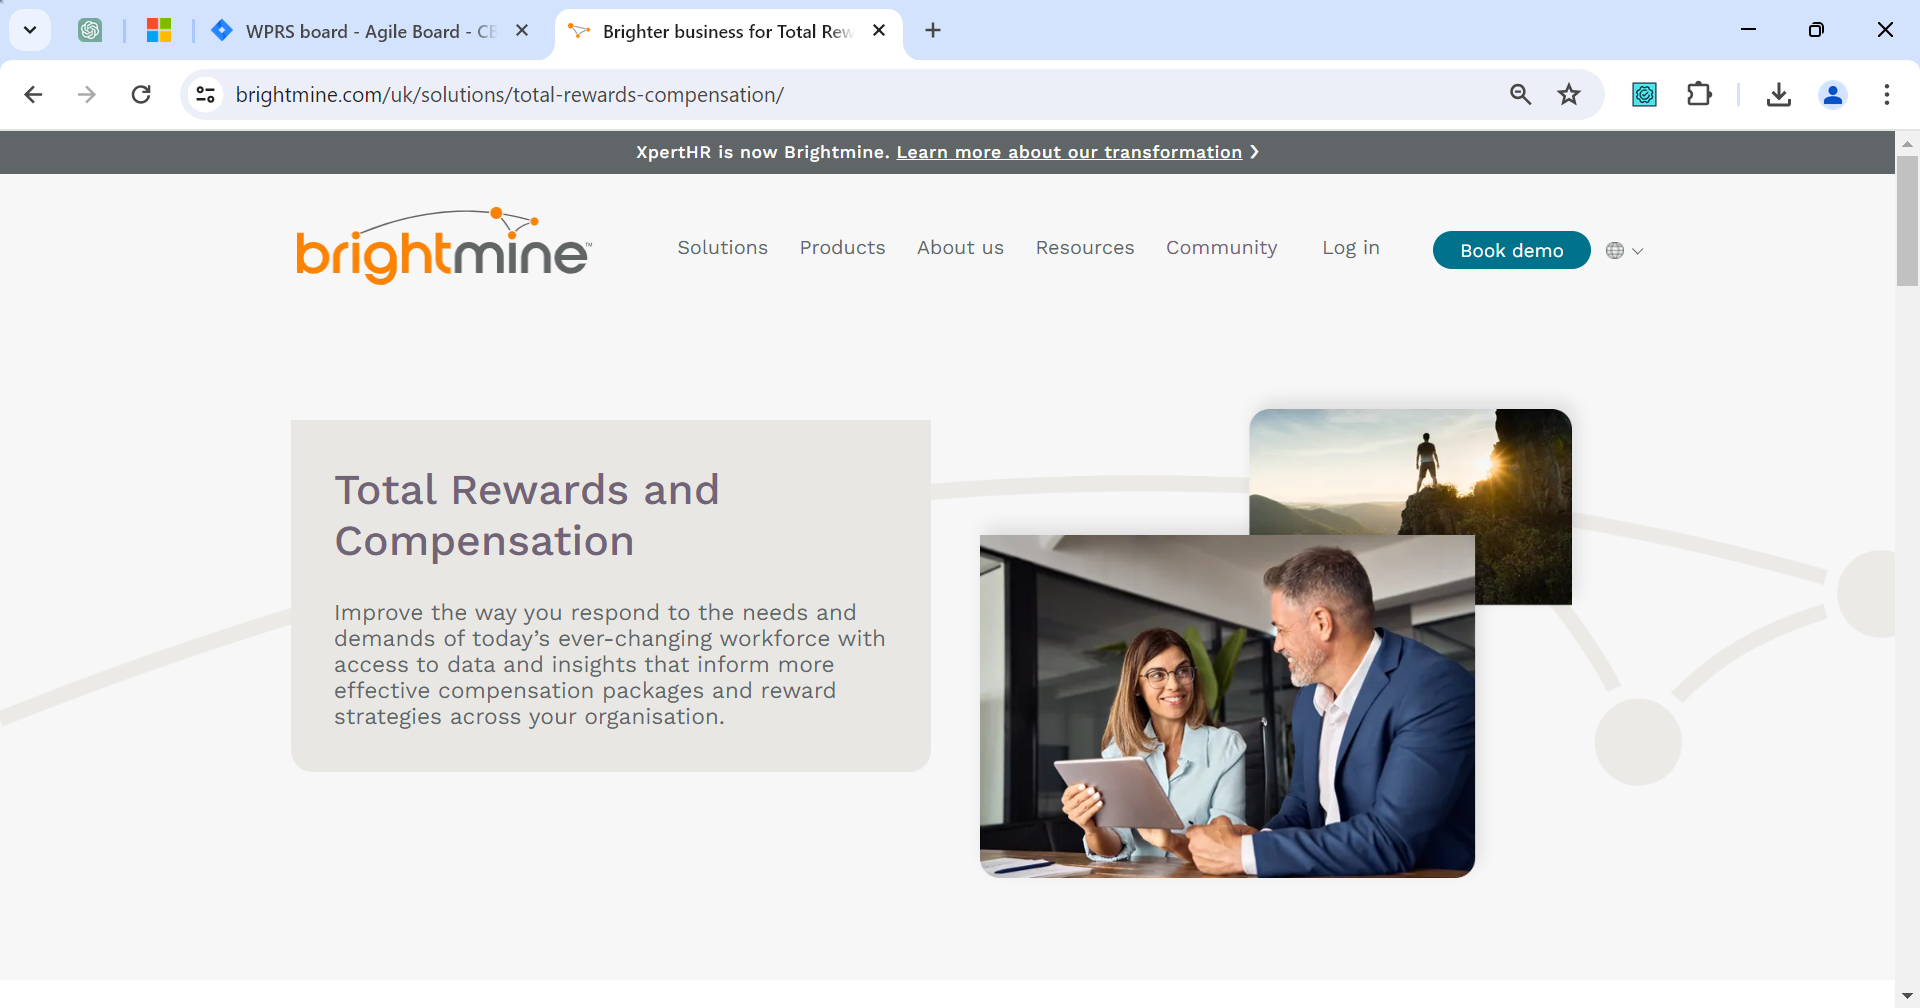 WPRS board - Agile Board - CE
Brighter business for Total Rew
brightmine.com/uk/solutions/total-rewards-compensation/
XpertHR is now Brightmine. Learn more about our transformation ❯
brightmine™
Solutions Products About us Resources Community Log in Book demo
Total Rewards and
Compensation
Improve the way you respond to the needs and
demands of today’s ever-changing workforce with
access to data and insights that inform more
effective compensation packages and reward
strategies across your organisation.